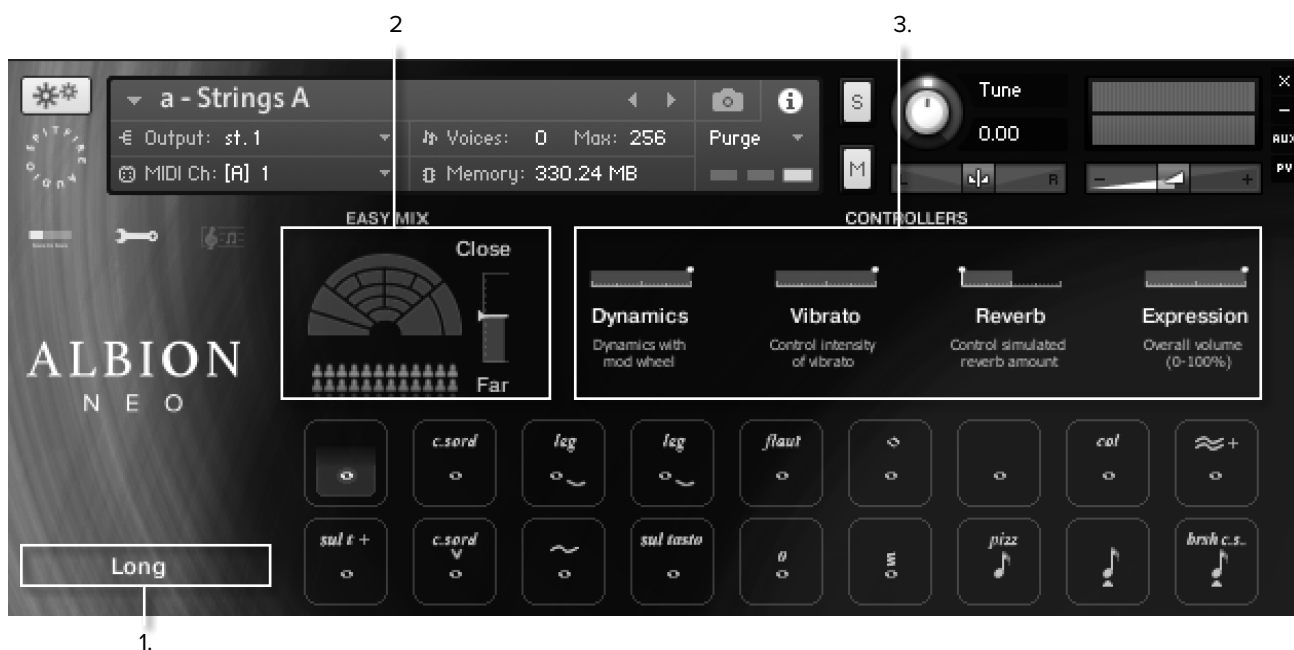 2
3.
a - Strings A
S
Tune
×
–
Output: st. 1
Voices: 0 Max: 256
Purge
0.00
AUX
MIDI Ch: [A] 1
Memory: 330.24 MB
M
L
R
–
+
PV
SPITFIRE AUDIO
EASY MIX
CONTROLLERS
Close
Far
Dynamics
Vibrato
Reverb
Expression
Dynamics with
mod wheel
Control intensity
of vibrato
Control simulated
reverb amount
Overall volume
(0-100%)
ALBION
NEO
c.sord
leg
leg
flaut
col
+
sul t +
c.sord
sul tasto
pizz
brsh c.s..
Long
1.